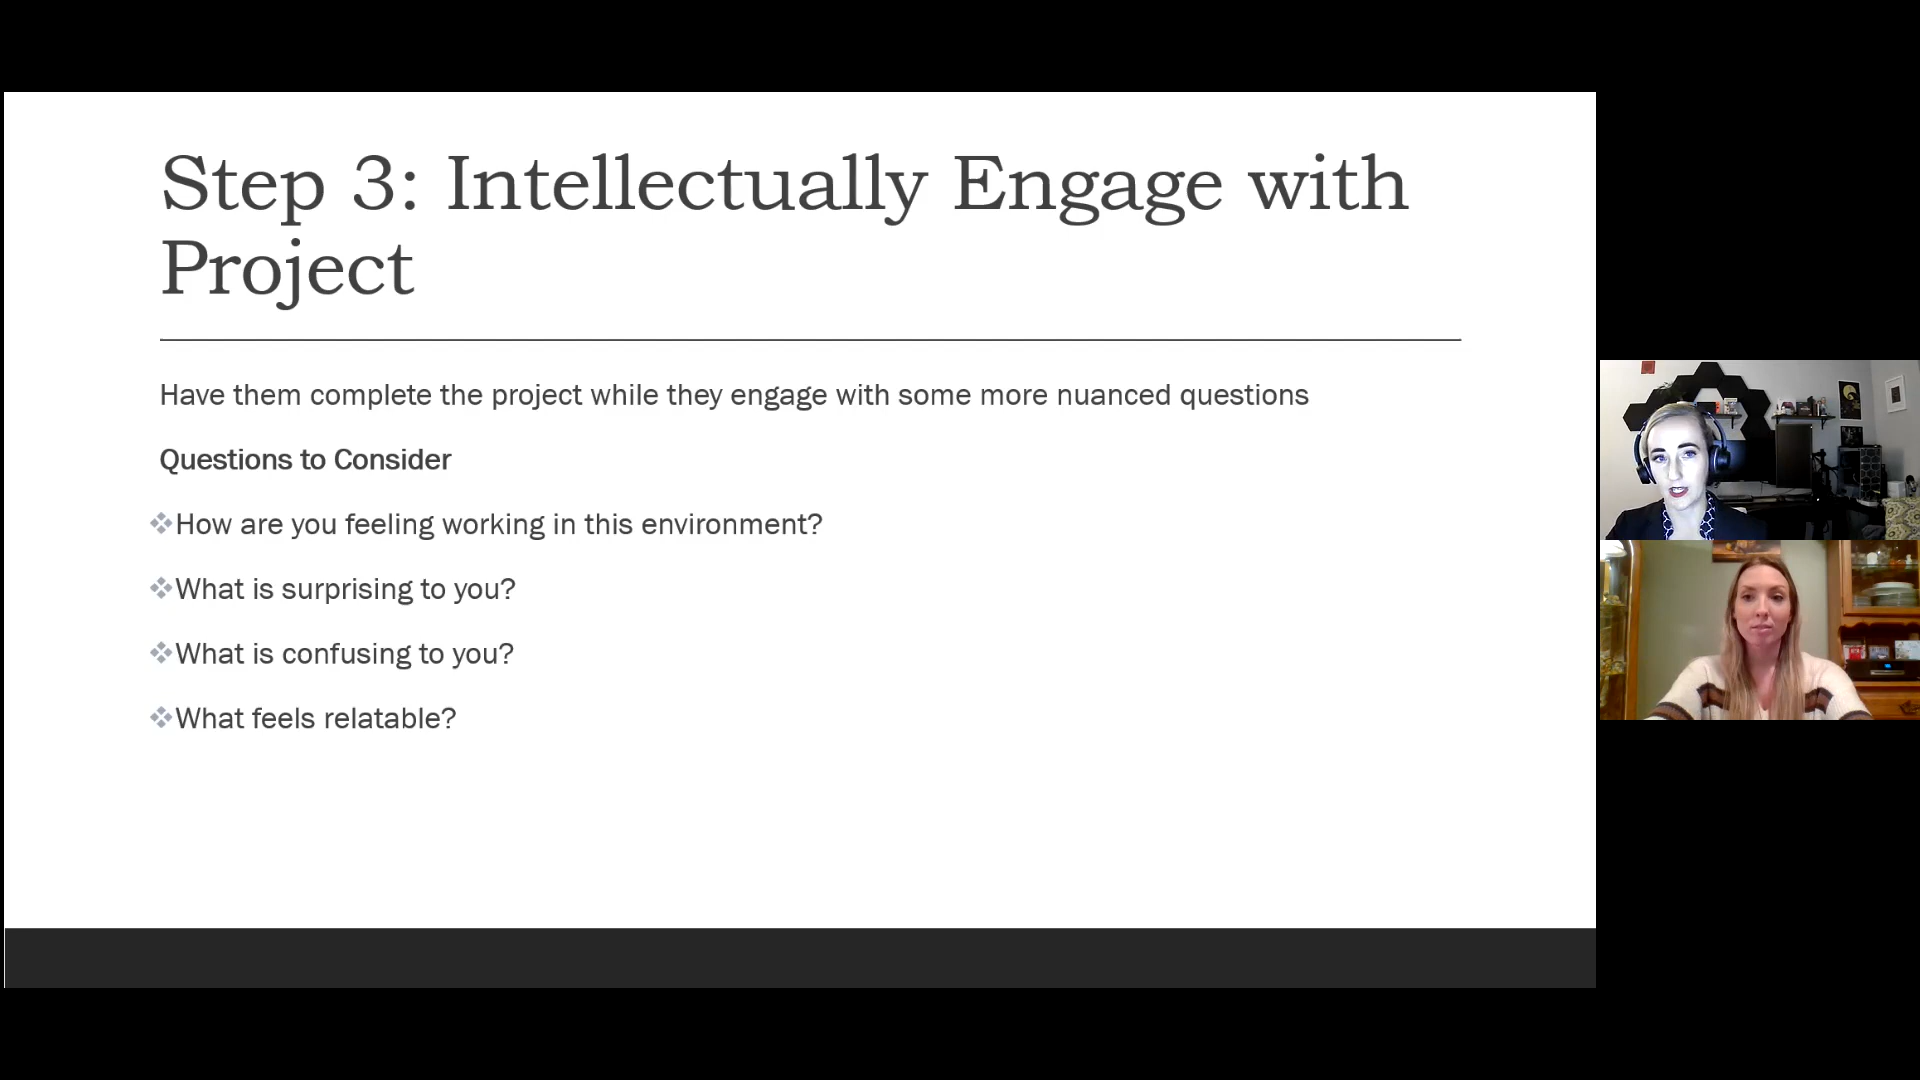 Step 3: Intellectually Engage with
Project
Have them complete the project while they engage with some more nuanced questions
Questions to Consider
How are you feeling working in this environment?
What is surprising to you?
What is confusing to you?
What feels relatable?